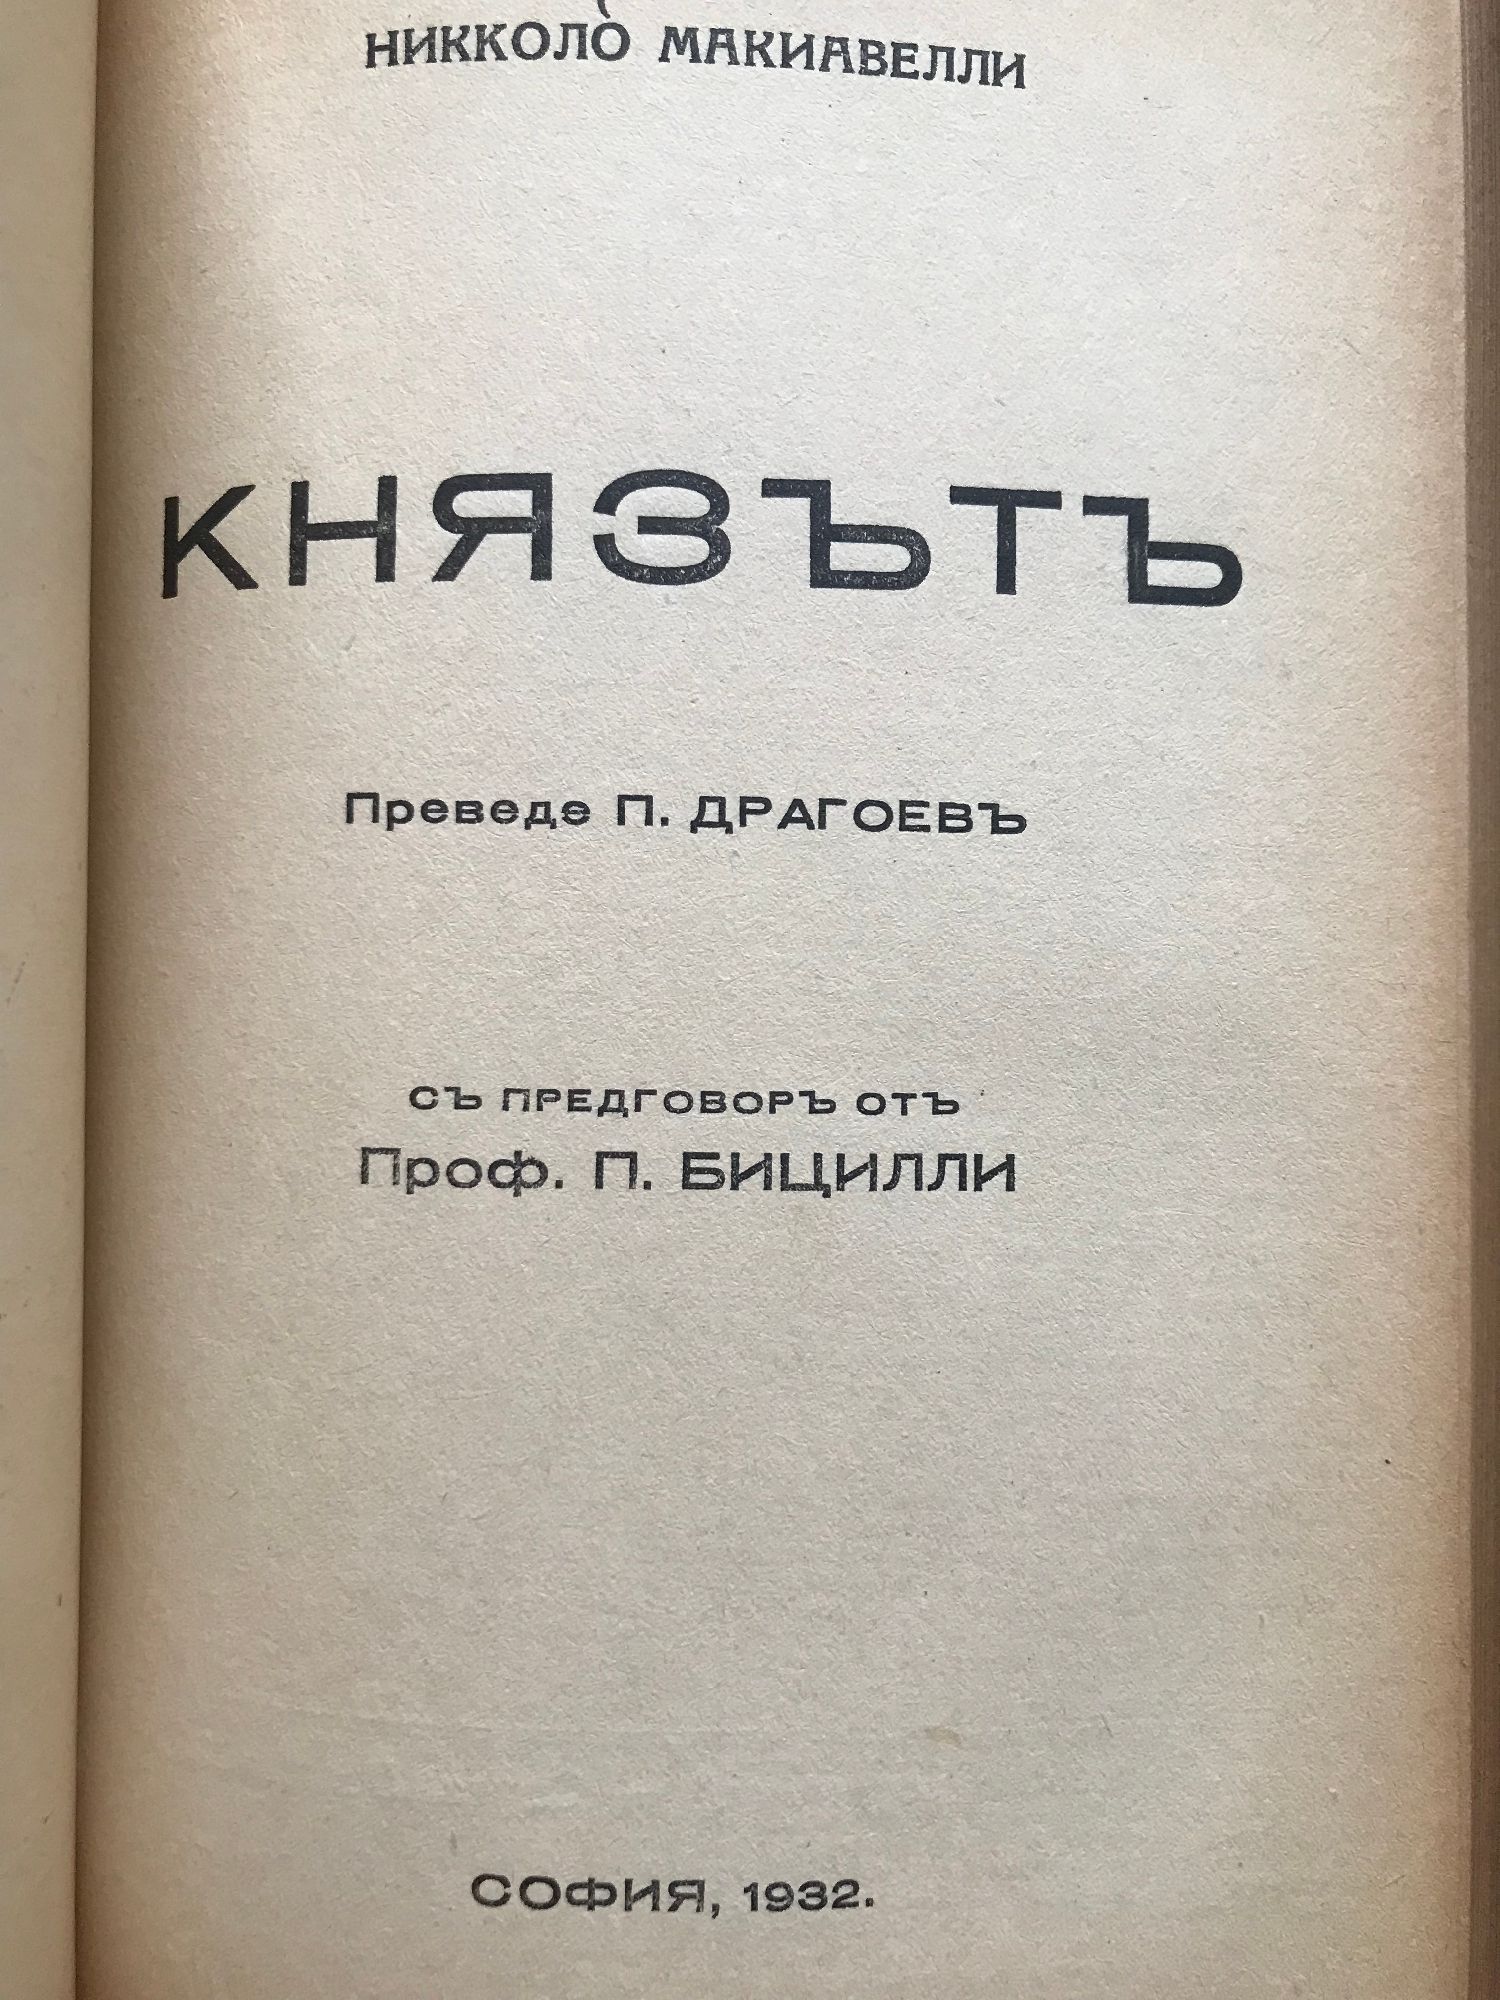 НИККОЛО̀ МАКИАВЕЛЛИ
КНЯЗЪТЪ
Преведе П. ДРАГОЕВЪ
СЪ ПРЕДГОВОРЪ ОТЪ
Проф. П. БИЦИЛЛИ
СОФИЯ, 1932.